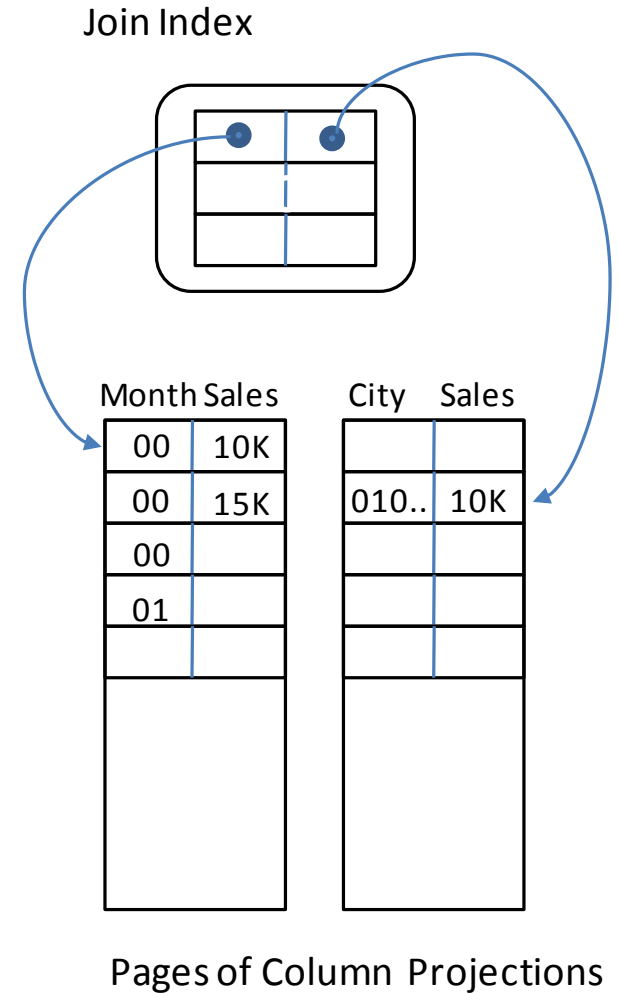 Join Index
Month Sales City Sales
00 10K
00 15K 010.. 10K
00
01
Pages of Column Projections